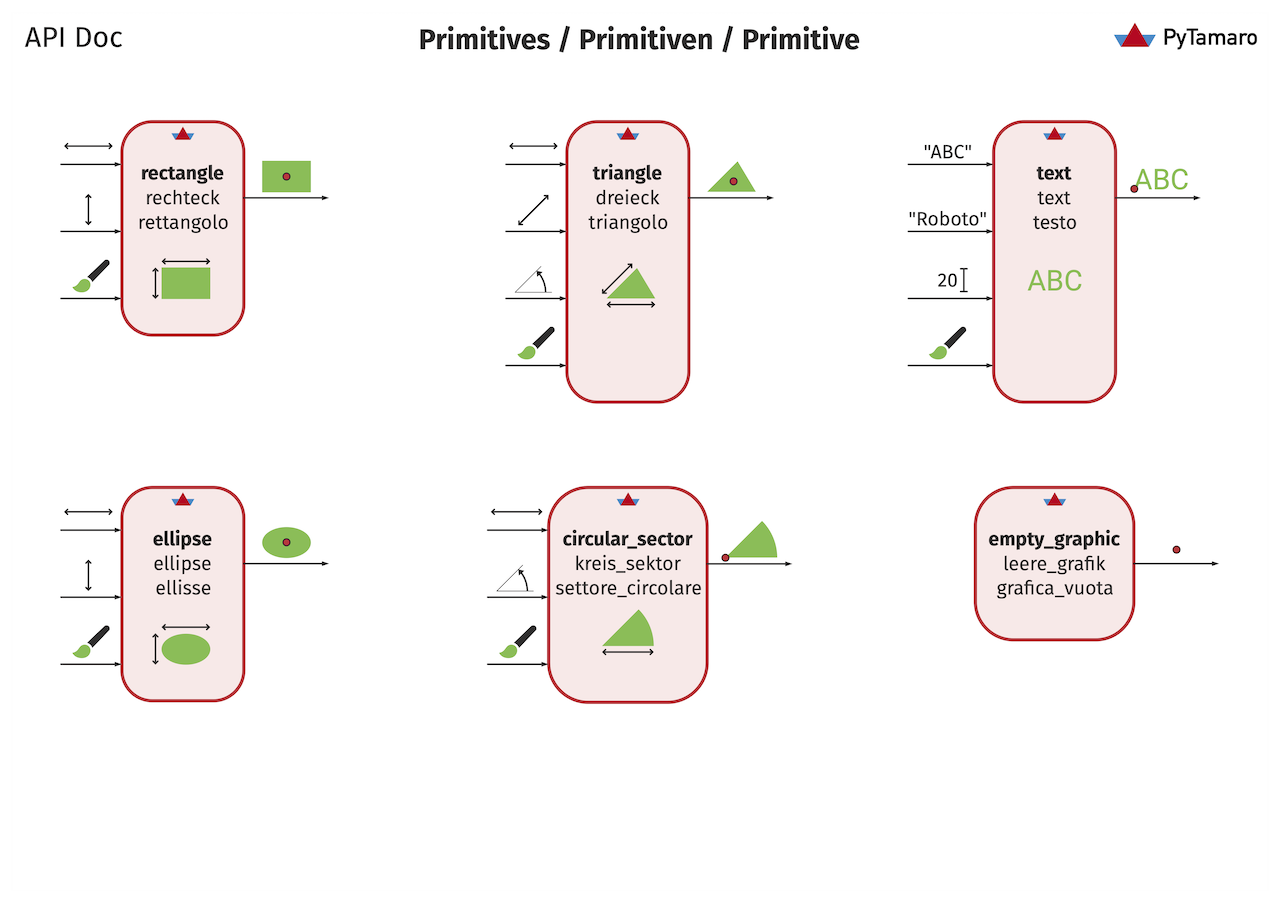 API Doc
Primitives / Primitiven / Primitive
PyTamaro
rectangle
rechteck
rettangolo
triangle
dreieck
triangolo
"ABC"
"Roboto"
20
text
text
testo
ABC
ABC
ellipse
ellipse
ellisse
circular_sector
kreis_sektor
settore_circolare
empty_graphic
leere_grafik
grafica_vuota